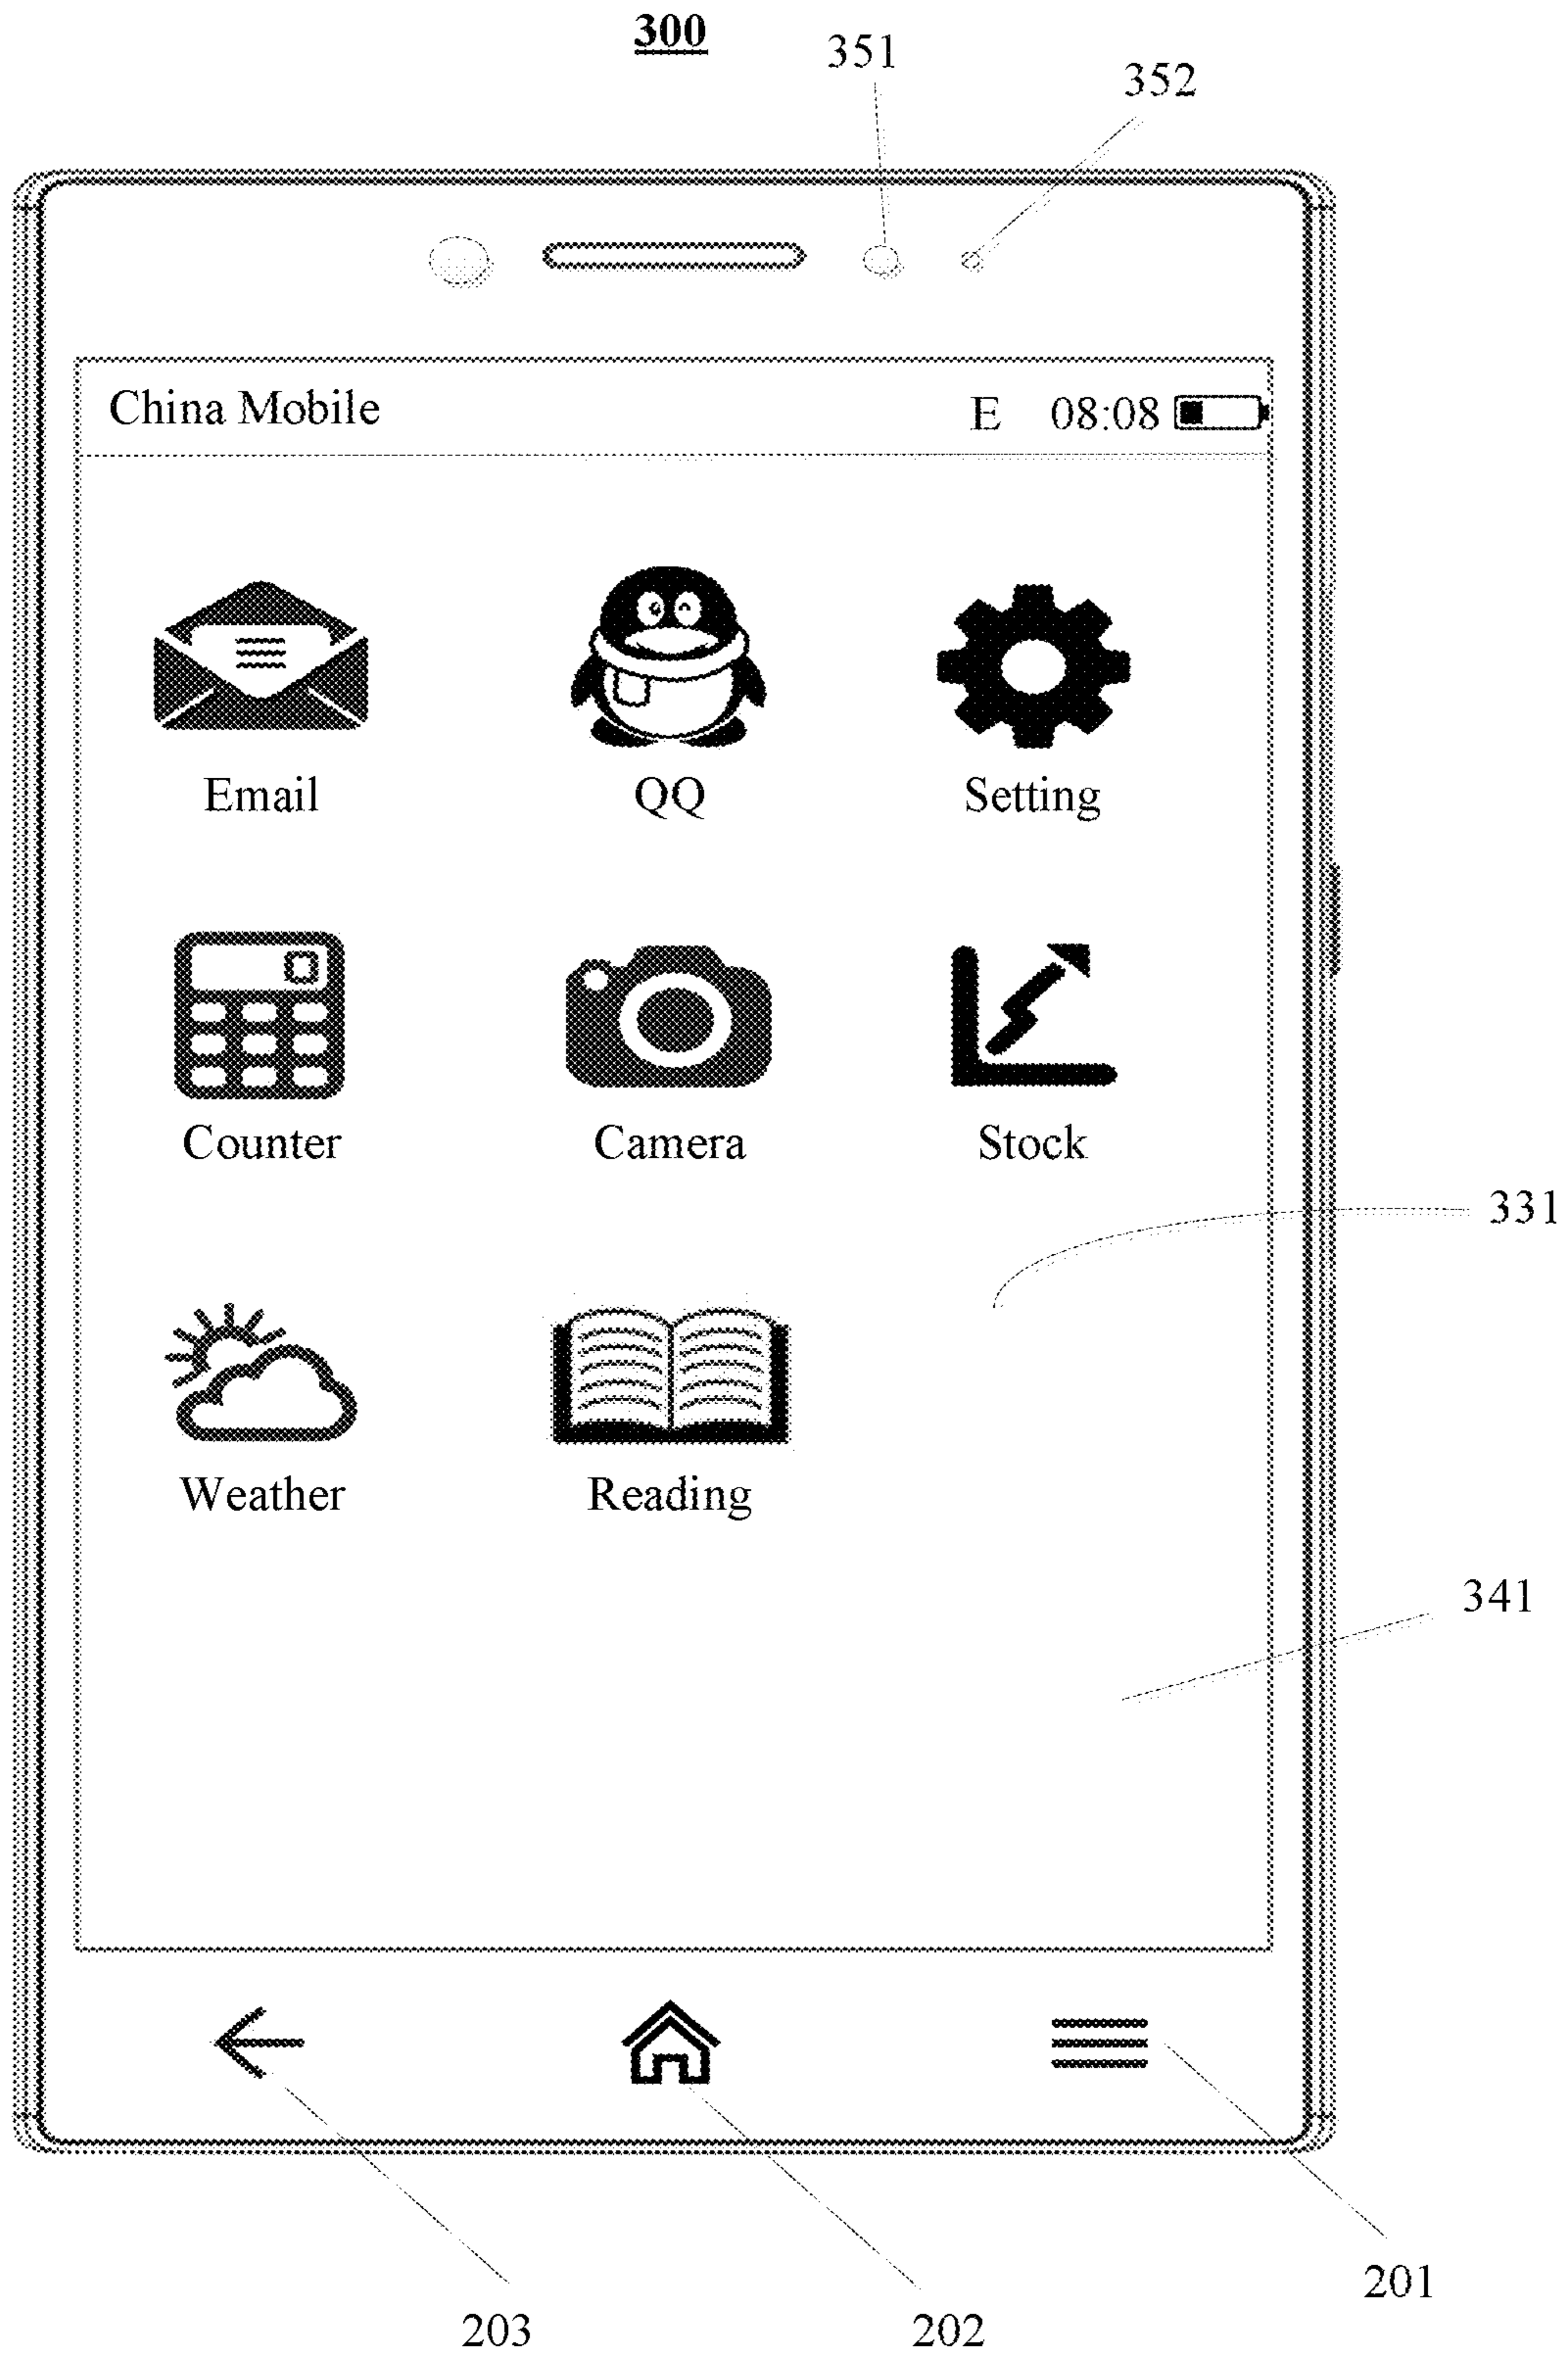 300
351
352
China Mobile E 08:08
Email QQ Setting
Counter Camera Stock
331
Weather Reading
341
201
203 202